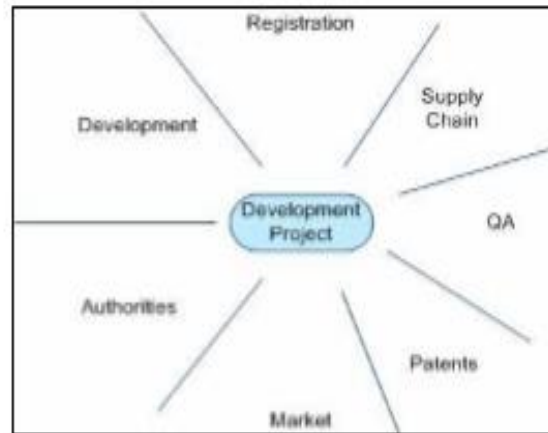 Registration
Supply
Chain
Development
Development
Project
QA
Authorities
Patents
Market